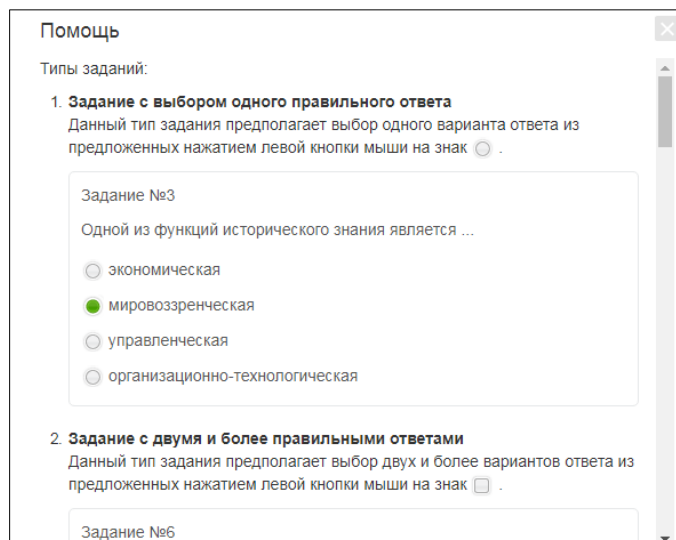 Помощь
Типы заданий:
1. Задание с выбором одного правильного ответа
Данный тип задания предполагает выбор одного варианта ответа из
предложенных нажатием левой кнопки мыши на знак .
Задание №3
Одной из функций исторического знания является ...
экономическая
мировоззренческая
управленческая
организационно-технологическая
2. Задание с двумя и более правильными ответами
Данный тип задания предполагает выбор двух и более вариантов ответа из
предложенных нажатием левой кнопки мыши на знак .
Задание №6